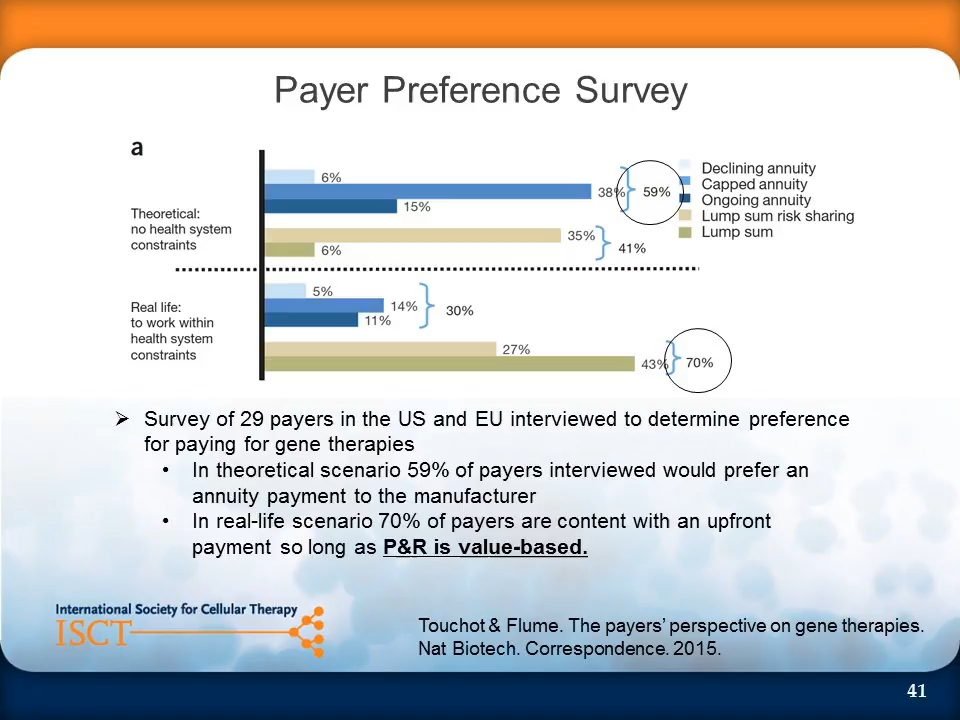 Payer Preference Survey
a
Declining annuity
Capped annuity
Ongoing annuity
Lump sum risk sharing
Lump sum
Theoretical:
no health system
constraints
6%
38%
15%
59%
35%
6%
41%
Real life:
to work within
health system
constraints
5%
14%
11%
30%
27%
43%
70%
➢ Survey of 29 payers in the US and EU interviewed to determine preference
for paying for gene therapies
• In theoretical scenario 59% of payers interviewed would prefer an
annuity payment to the manufacturer
• In real-life scenario 70% of payers are content with an upfront
payment so long as P&R is value-based.
International Society for Cellular Therapy
ISCT
Touchot & Flume. The payers’ perspective on gene therapies.
Nat Biotech. Correspondence. 2015.
41